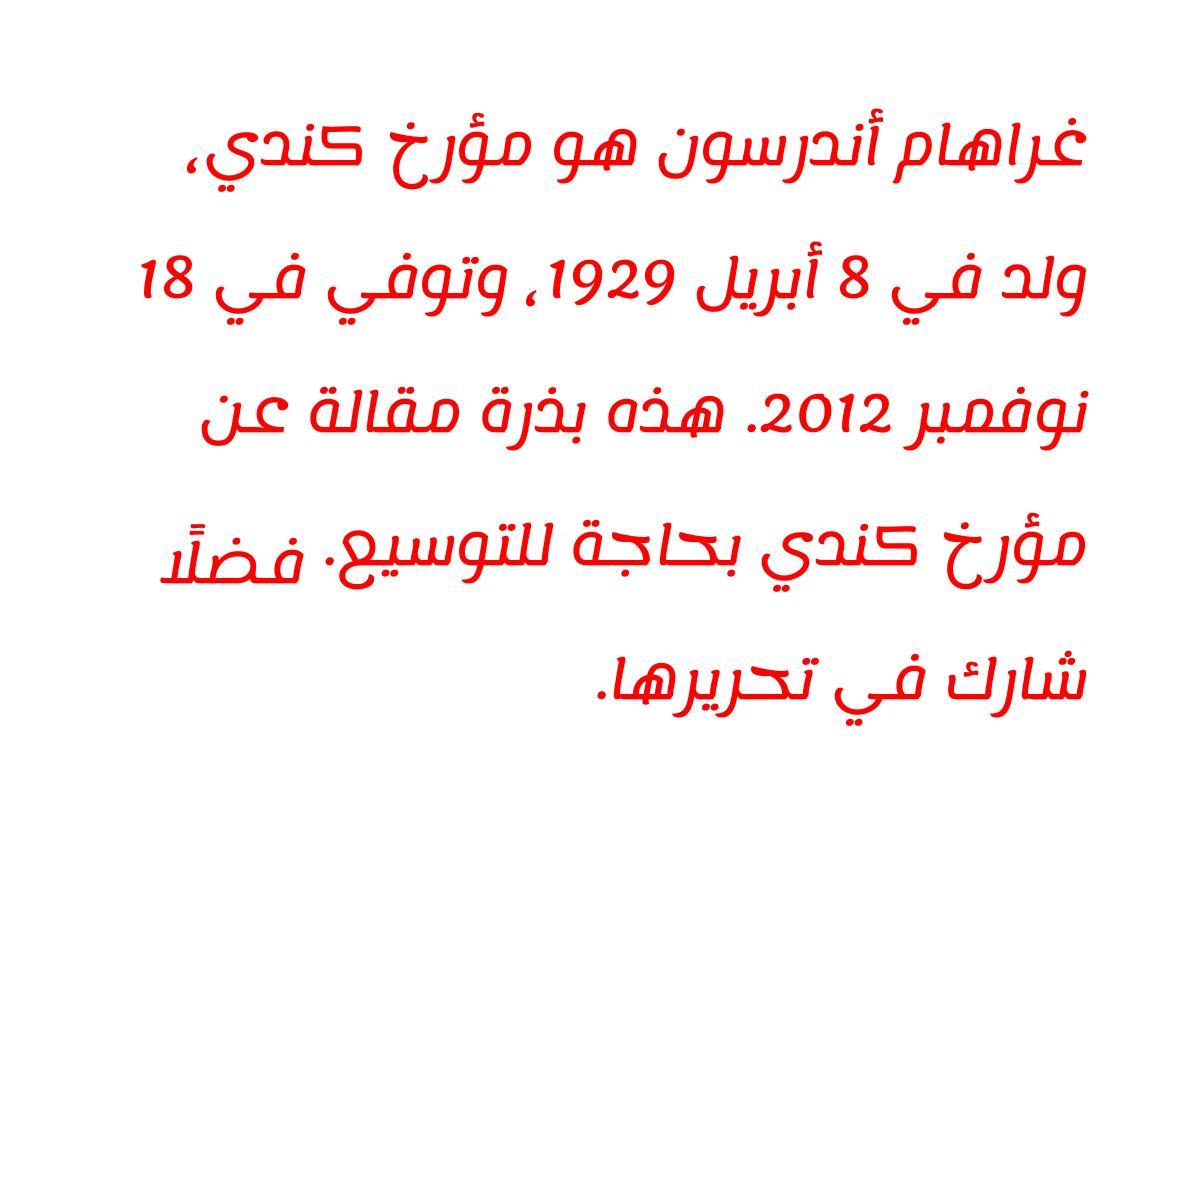 غراهام أندرسون هو مؤرخ كندي،
ولد في 8 أبريل 1929، وتوفي في 18
نوفمبر 2012. هذه بذرة مقالة عن
مؤرخ كندي بحاجة للتوسيع. فضلًا
شارك في تحريرها.